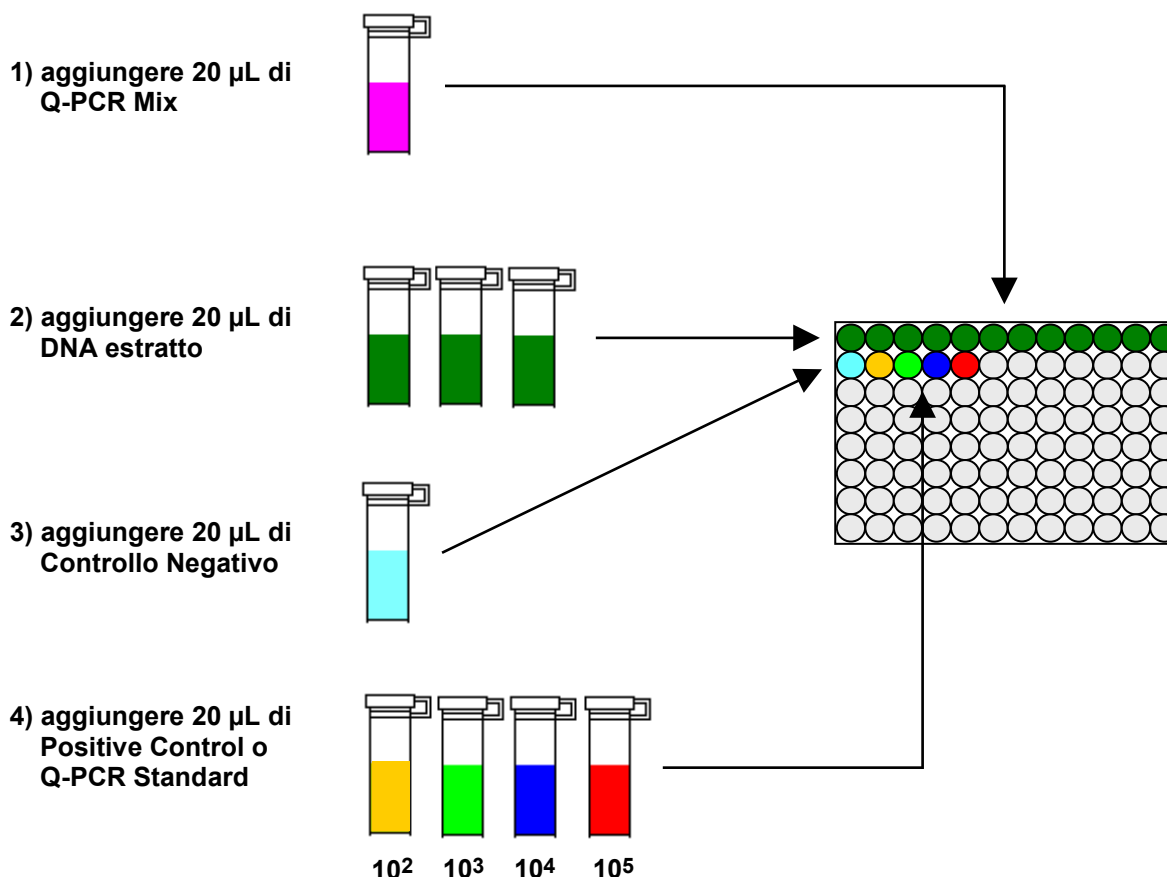 1) aggiungere 20 µL di
Q-PCR Mix
2) aggiungere 20 µL di
DNA estratto
3) aggiungere 20 µL di
Controllo Negativo
4) aggiungere 20 µL di
Positive Control o
Q-PCR Standard
10² 10³ 10⁴ 10⁵